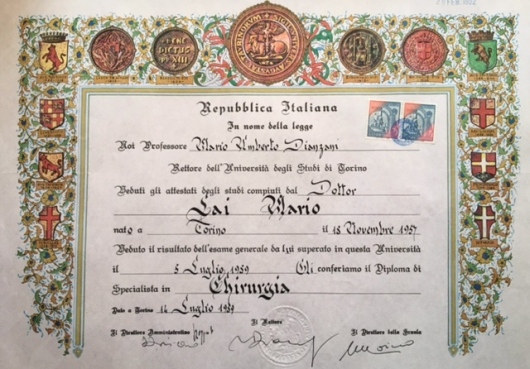 Repubblica Italiana
In nome della legge
Noi Professore Mario Umberto Dianzani
Rettore dell'Università degli Studi di Torino
Veduti gli attestati degli studi compiuti dal Dottor
Lai Mario
nato a Torino il 18 Novembre 1957
Veduto il risultato dell'esame generale da Lui superato in questa Università
il 5 Luglio 1989 Gli conferiamo il Diploma di
Specialista in Chirurgia
Dato a Torino 14 Luglio 1989
Il Rettore
Il Direttore Amministrativo Il Direttore della Scuola